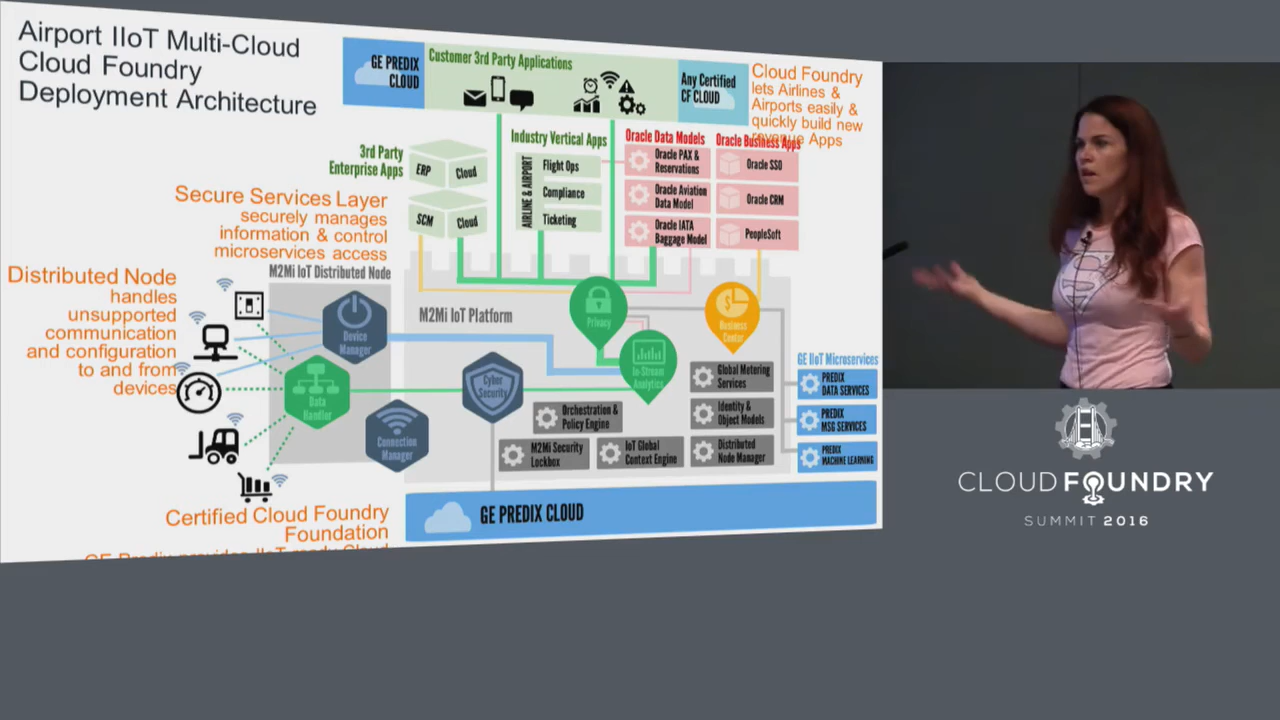 Airport IIoT Multi-Cloud
Cloud Foundry
Deployment Architecture
GE PREDIX
CLOUD
Customer 3rd Party Applications
Any Certified
CF CLOUD
Cloud Foundry
lets Airlines &
Airports easily &
quickly build new
revenue Apps
3rd Party
Enterprise Apps
ERP
Cloud
SCM
Cloud
Industry Vertical Apps
AIRLINE & AIRPORT
Flight Ops
Compliance
Ticketing
Oracle Data Models
Oracle PAX &
Reservations
Oracle Aviation
Data Model
Oracle IATA
Baggage Model
Oracle Business Apps
Oracle SSO
Oracle CRM
PeopleSoft
Secure Services Layer
securely manages
information & control
microservices access
Distributed Node
handles
unsupported
communication
and configuration
to and from
devices
M2Mi IoT Distributed Node
Device
Manager
Data
Handler
Connection
Manager
M2Mi IoT Platform
Privacy
In-Stream
Analytics
Business
Center
Cyber
Security
Global Metering
Services
Orchestration &
Policy Engine
Identity &
Object Models
M2Mi Security
Lockbox
IoT Global
Context Engine
Distributed
Node Manager
GE IIoT Microservices
PREDIX
DATA SERVICES
PREDIX
MSG SERVICES
PREDIX
MACHINE LEARNING
GE PREDIX CLOUD
Certified Cloud Foundry
Foundation
GE Predix provides IIoT ready Cloud
CLOUD FOUNDRY
SUMMIT 2016